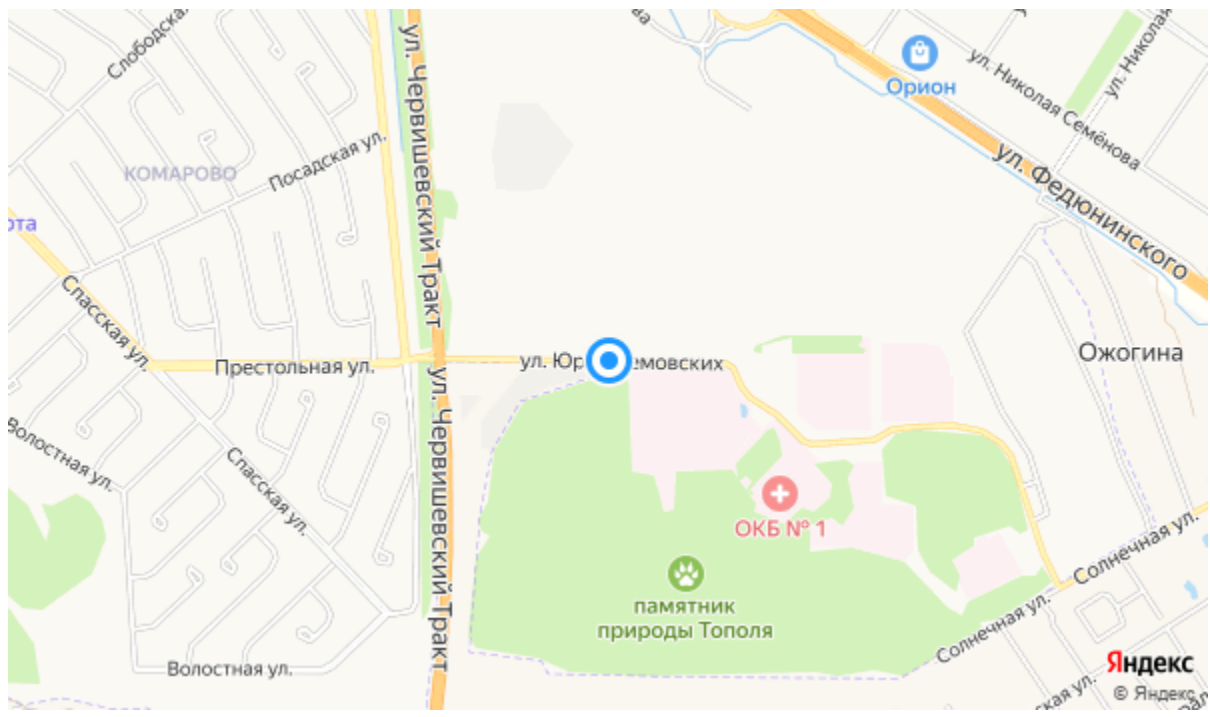 Слободская
ул. Червишевский Тракт
Орион
ул. Николая Семёнова
ул. Никола
Посадская ул.
КОМАРОВО
ул. Федюнинского
Спасская ул.
Престольная ул.
ул. Юр
емовских
Ожогина
ул. Червишевский Тракт
Волостная ул.
Спасская ул.
ОКБ № 1
Солнечная ул.
памятник
природы Тополя
Солнечная ул.
Волостная ул.
Яндекс
© Яндекс